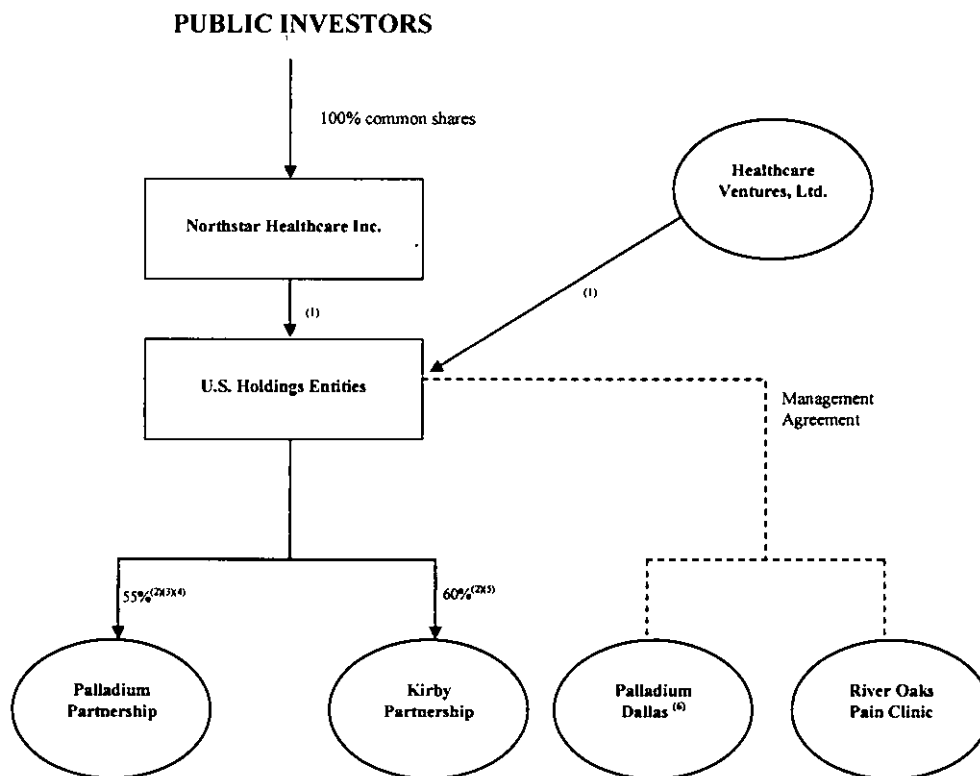 PUBLIC INVESTORS
100% common shares
Healthcare
Ventures, Ltd.
Northstar Healthcare Inc.
(1)
(1)
U.S. Holdings Entities
Management
Agreement
55%(2)(3)(4)
60%(2)(5)
Palladium
Partnership
Kirby
Partnership
Palladium
Dallas (6)
River Oaks
Pain Clinic